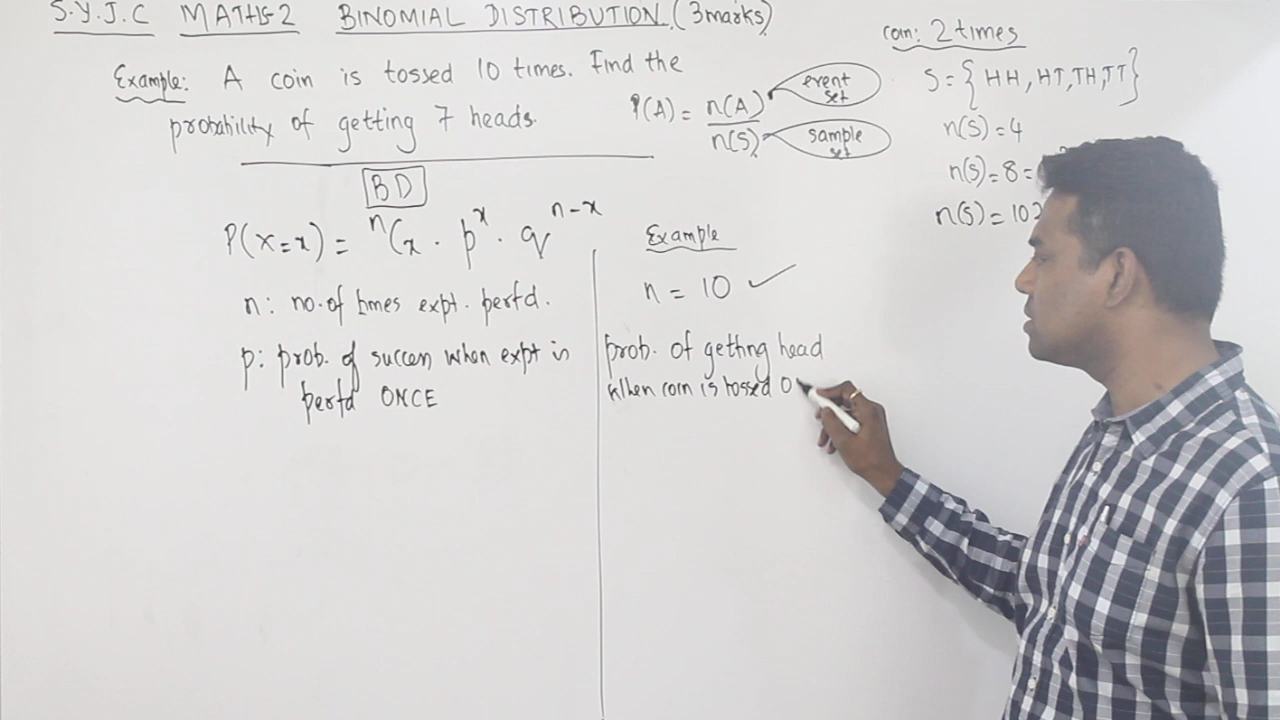 S.Y.J.C MATHS-2 BINOMIAL DISTRIBUTION. (3marks)
Example: A coin is tossed 10 times. Find the
probability of getting 7 heads.
P(A) = n(A)/n(S)
event set
sample set
coin: 2 times
S = { HH, HT, TH, TT }
n(S) = 4
n(S) = 8 =
n(S) = 102
BD
P(X=x) = ⁿCx . p^x . q^n-x
n: no. of times expt. perfd.
p: prob. of success when expt is
perfd ONCE
Example
n = 10 ✓
prob. of getting head
when coin is tossed O